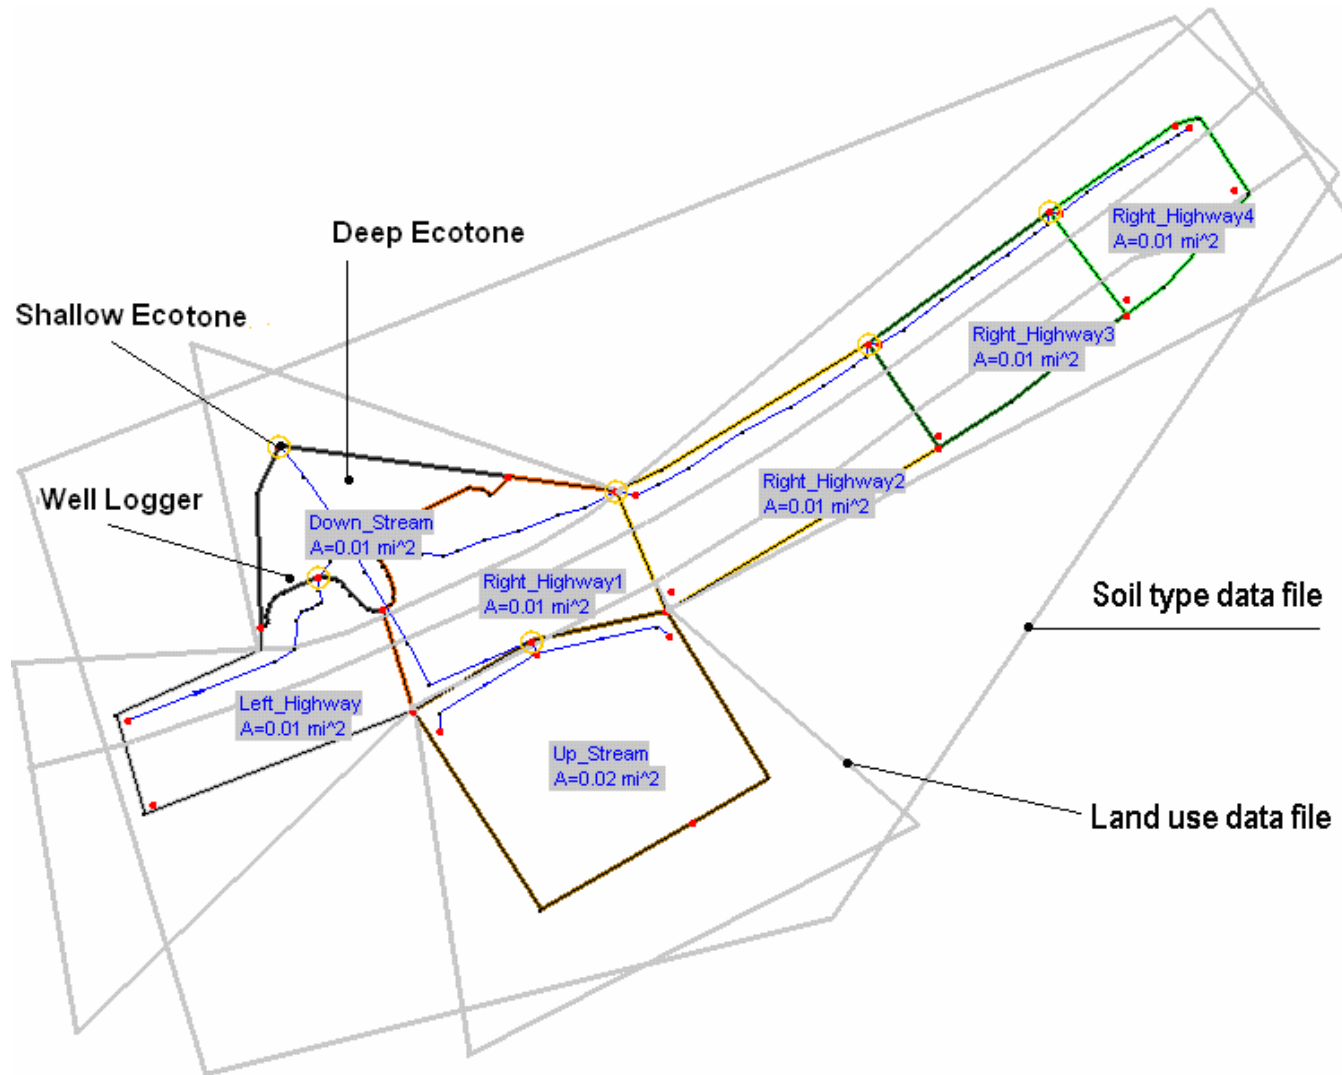 Right_Highway4
A=0.01 mi^2
Deep Ecotone
Shallow Ecotone
Right_Highway3
A=0.01 mi^2
Well Logger
Right_Highway2
A=0.01 mi^2
Down_Stream
A=0.01 mi^2
Right_Highway1
A=0.01 mi^2
Soil type data file
Left_Highway
A=0.01 mi^2
Up_Stream
A=0.02 mi^2
Land use data file